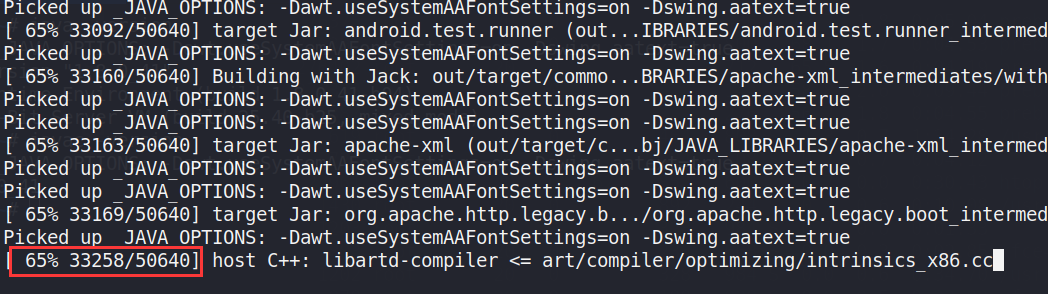 Picked up _JAVA_OPTIONS: -Dawt.useSystemAAFontSettings=on -Dswing.aatext=true
[ 65% 33092/50640] target Jar: android.test.runner (out...IBRARIES/android.test.runner_intermed
Picked up _JAVA_OPTIONS: -Dawt.useSystemAAFontSettings=on -Dswing.aatext=true
[ 65% 33160/50640] Building with Jack: out/target/commo...BRARIES/apache-xml_intermediates/with
Picked up _JAVA_OPTIONS: -Dawt.useSystemAAFontSettings=on -Dswing.aatext=true
Picked up _JAVA_OPTIONS: -Dawt.useSystemAAFontSettings=on -Dswing.aatext=true
[ 65% 33163/50640] target Jar: apache-xml (out/target/c...bj/JAVA_LIBRARIES/apache-xml_intermed
Picked up _JAVA_OPTIONS: -Dawt.useSystemAAFontSettings=on -Dswing.aatext=true
Picked up _JAVA_OPTIONS: -Dawt.useSystemAAFontSettings=on -Dswing.aatext=true
[ 65% 33169/50640] target Jar: org.apache.http.legacy.b.../org.apache.http.legacy.boot_intermed
Picked up _JAVA_OPTIONS: -Dawt.useSystemAAFontSettings=on -Dswing.aatext=true
[ 65% 33258/50640] host C++: libartd-compiler <= art/compiler/optimizing/intrinsics_x86.cc